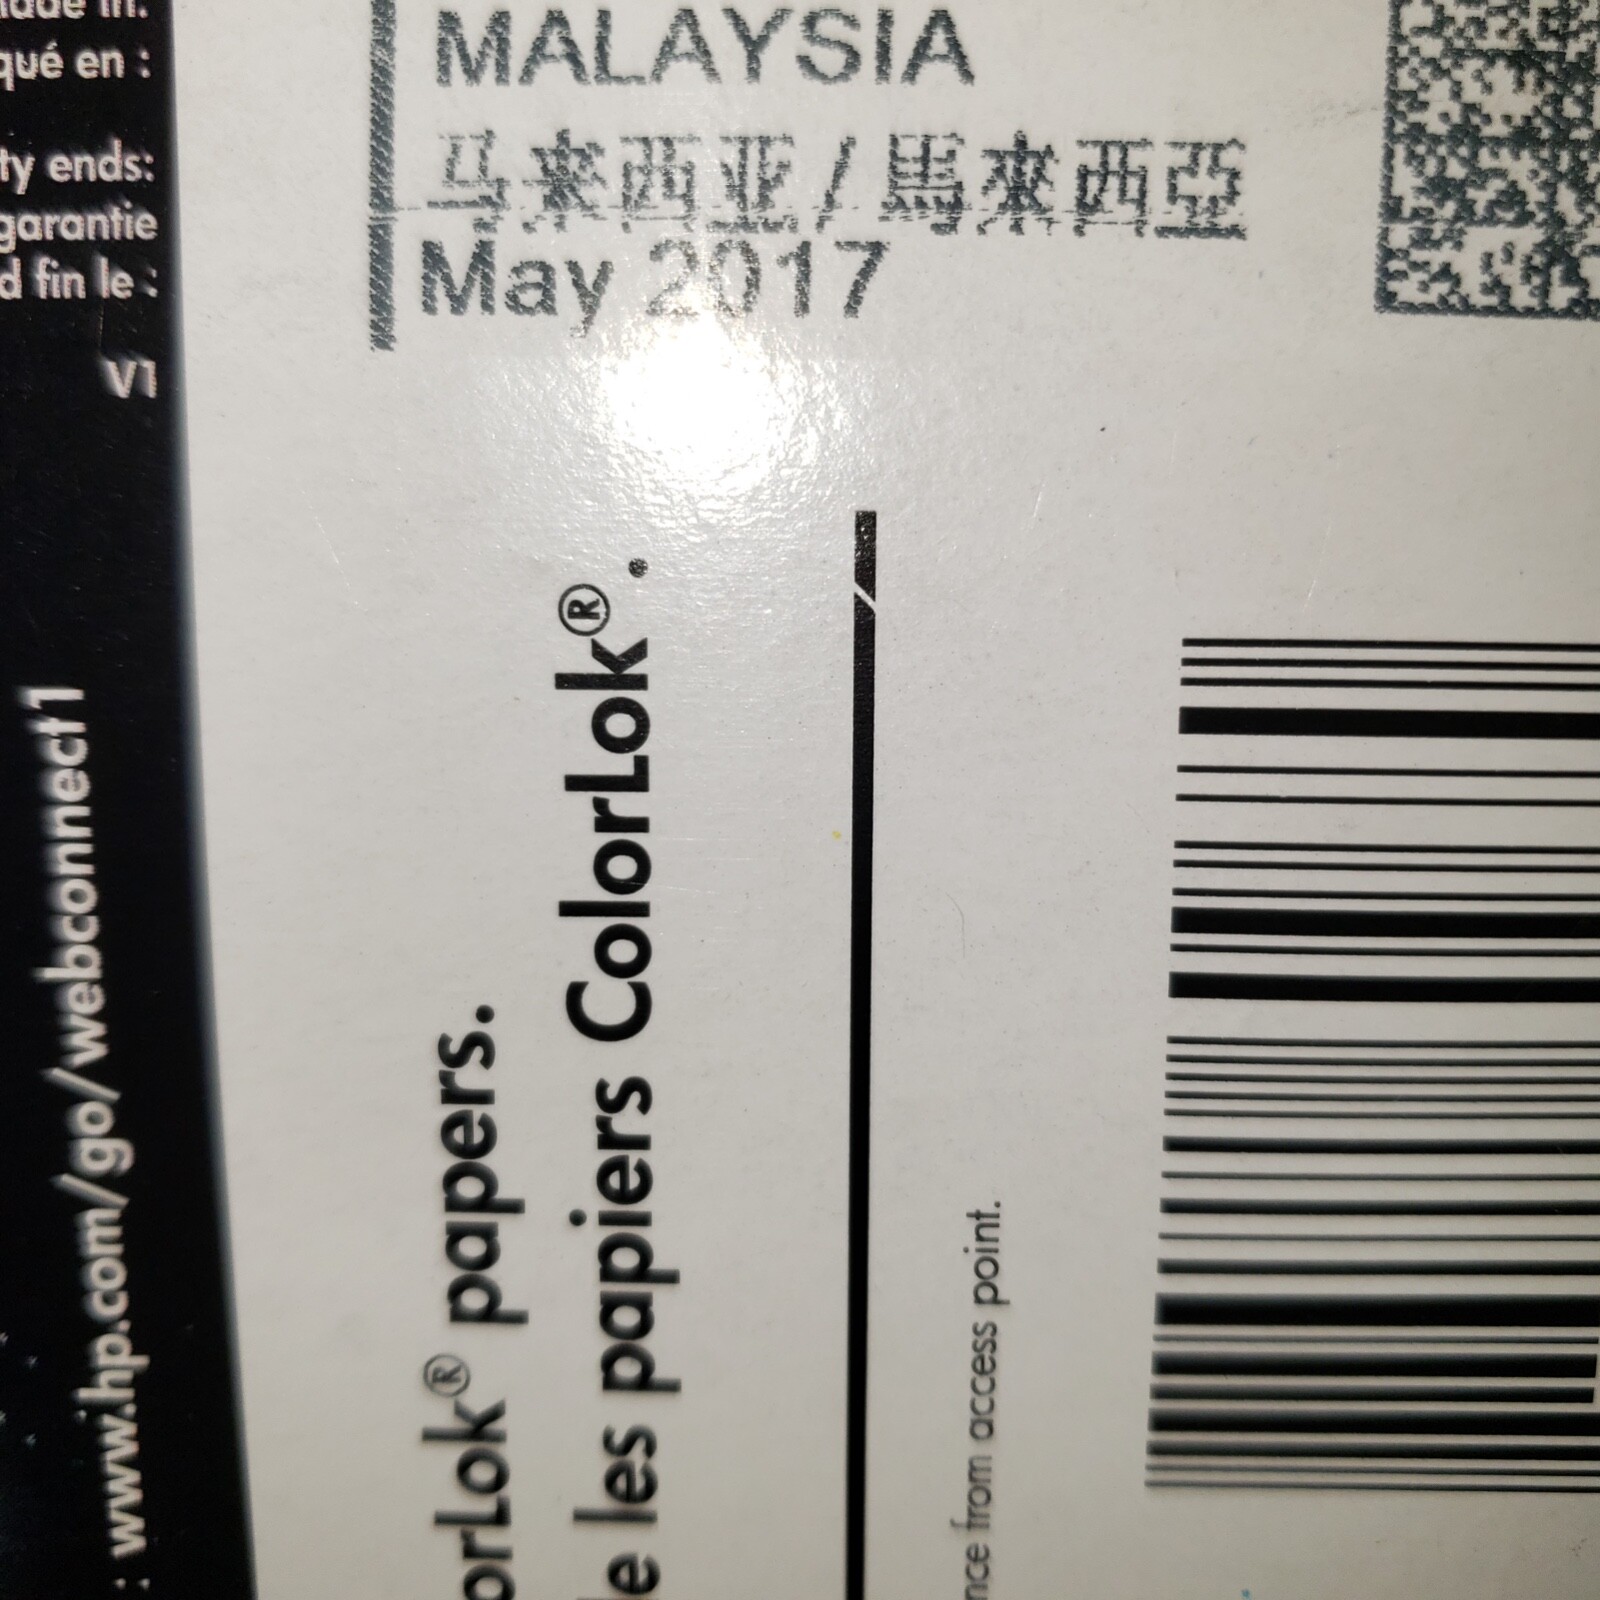 in:
qué en :
ty ends:
garantie
d fin le :
V1
MALAYSIA
马来西亚 / 馬來西亞
May 2017
: www.hp.com/go/webconnect1
orLok® papers.
le les papiers ColorLok®.
nce from access point.